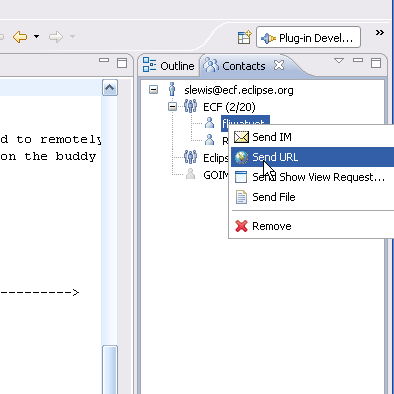 Plug-in Devel...
Outline Contacts
slewis@ecf.eclipse.org
ECF (2/20)
d to remotely
on the buddy
Send IM
R
Eclips
Send URL
GOIM
Send Show View Request...
Send File
Remove
--------->